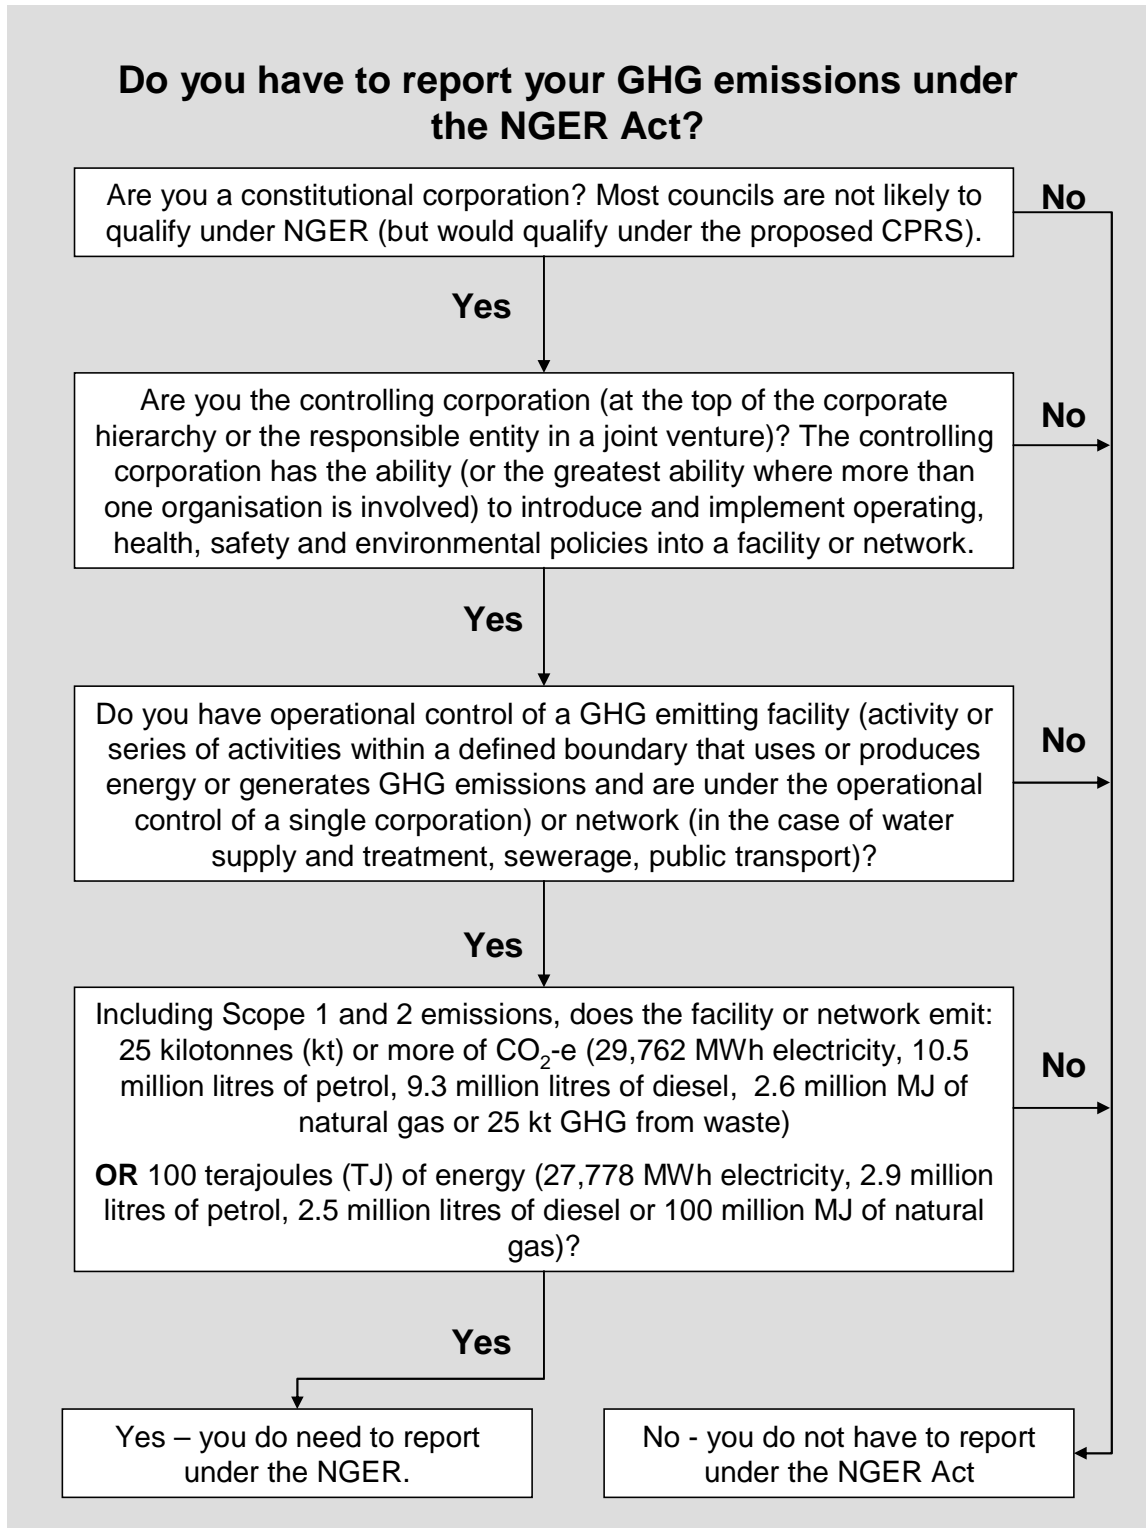 Do you have to report your GHG emissions under
the NGER Act?
Are you a constitutional corporation? Most councils are not likely to
qualify under NGER (but would qualify under the proposed CPRS).
No
Yes
Are you the controlling corporation (at the top of the corporate
hierarchy or the responsible entity in a joint venture)? The controlling
corporation has the ability (or the greatest ability where more than
one organisation is involved) to introduce and implement operating,
health, safety and environmental policies into a facility or network.
No
Yes
Do you have operational control of a GHG emitting facility (activity or
series of activities within a defined boundary that uses or produces
energy or generates GHG emissions and are under the operational
control of a single corporation) or network (in the case of water
supply and treatment, sewerage, public transport)?
No
Yes
Including Scope 1 and 2 emissions, does the facility or network emit:
25 kilotonnes (kt) or more of CO₂-e (29,762 MWh electricity, 10.5
million litres of petrol, 9.3 million litres of diesel,  2.6 million MJ of
natural gas or 25 kt GHG from waste)
OR 100 terajoules (TJ) of energy (27,778 MWh electricity, 2.9 million
litres of petrol, 2.5 million litres of diesel or 100 million MJ of natural
gas)?
No
Yes
Yes – you do need to report
under the NGER.
No - you do not have to report
under the NGER Act